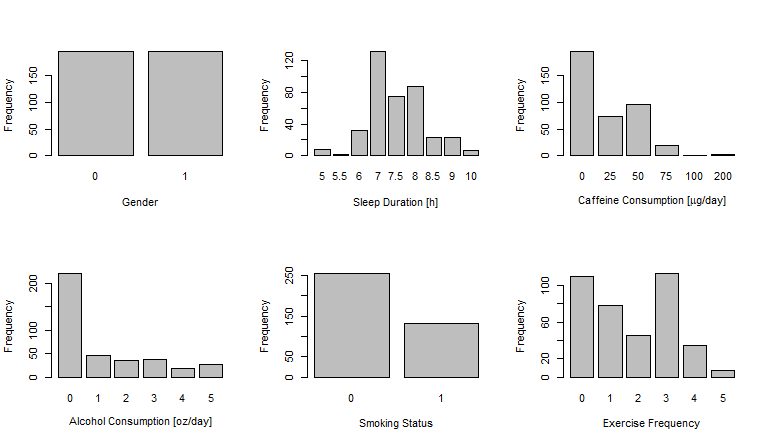 Frequency
0 50 100 150
0 1
Gender
Frequency
0 40 80 120
5 5.5 6 7 7.5 8 8.5 9 10
Sleep Duration [h]
Frequency
0 50 100 150
0 25 50 75 100 200
Caffeine Consumption [µg/day]
Frequency
0 50 100 200
0 1 2 3 4 5
Alcohol Consumption [oz/day]
Frequency
0 50 150 250
0 1
Smoking Status
Frequency
0 20 60 100
0 1 2 3 4 5
Exercise Frequency